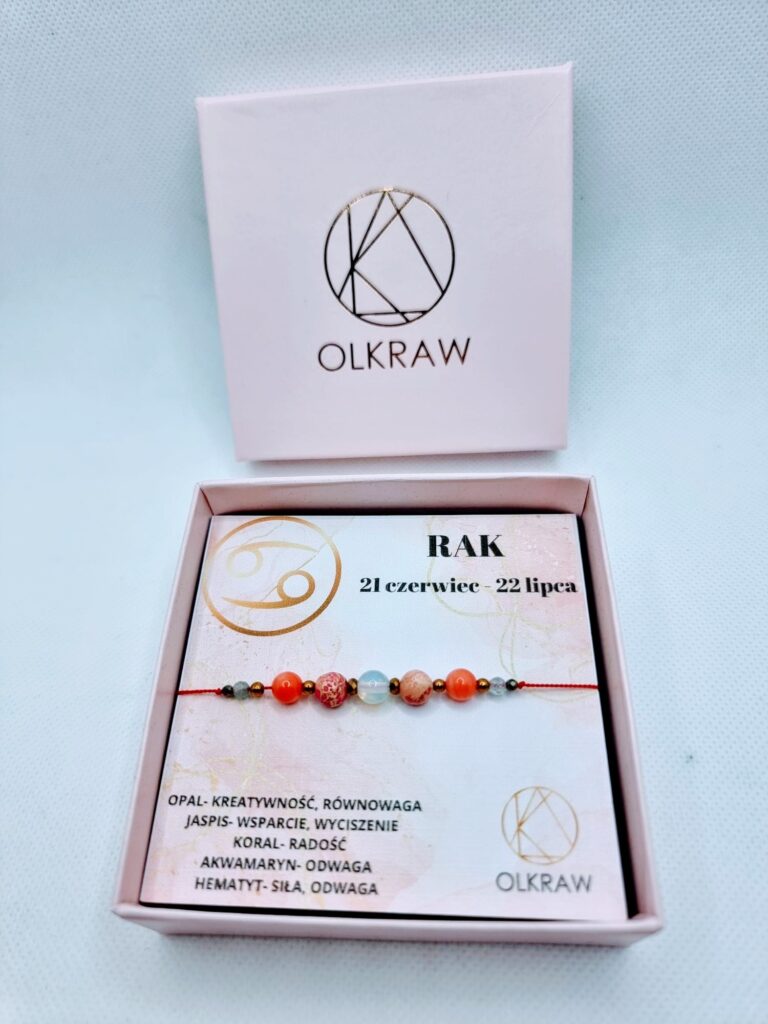 OLKRAW
RAK
21 czerwiec - 22 lipca
OPAL- KREATYWNOŚĆ, RÓWNOWAGA
JASPIS- WSPARCIE, WYCISZENIE
KORAL- RADOŚĆ
AKWAMARYN- ODWAGA
HEMATYT- SIŁA, ODWAGA
OLKRAW